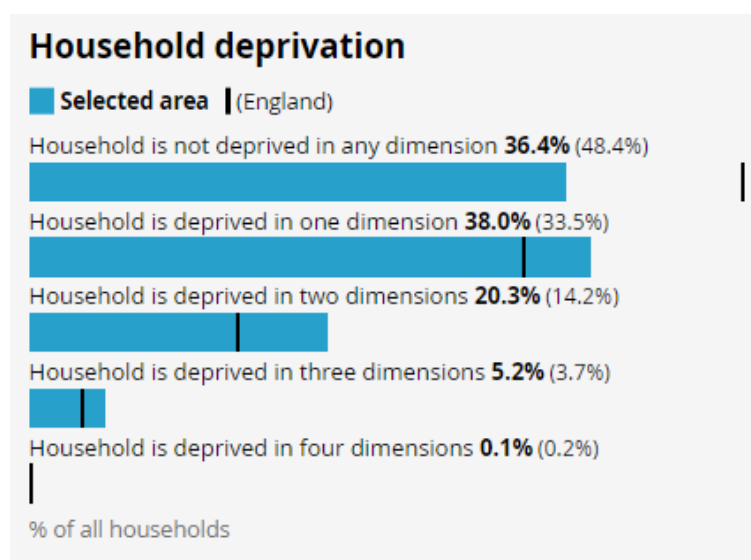 Household deprivation
Selected area (England)
Household is not deprived in any dimension 36.4% (48.4%)
Household is deprived in one dimension 38.0% (33.5%)
Household is deprived in two dimensions 20.3% (14.2%)
Household is deprived in three dimensions 5.2% (3.7%)
Household is deprived in four dimensions 0.1% (0.2%)
% of all households